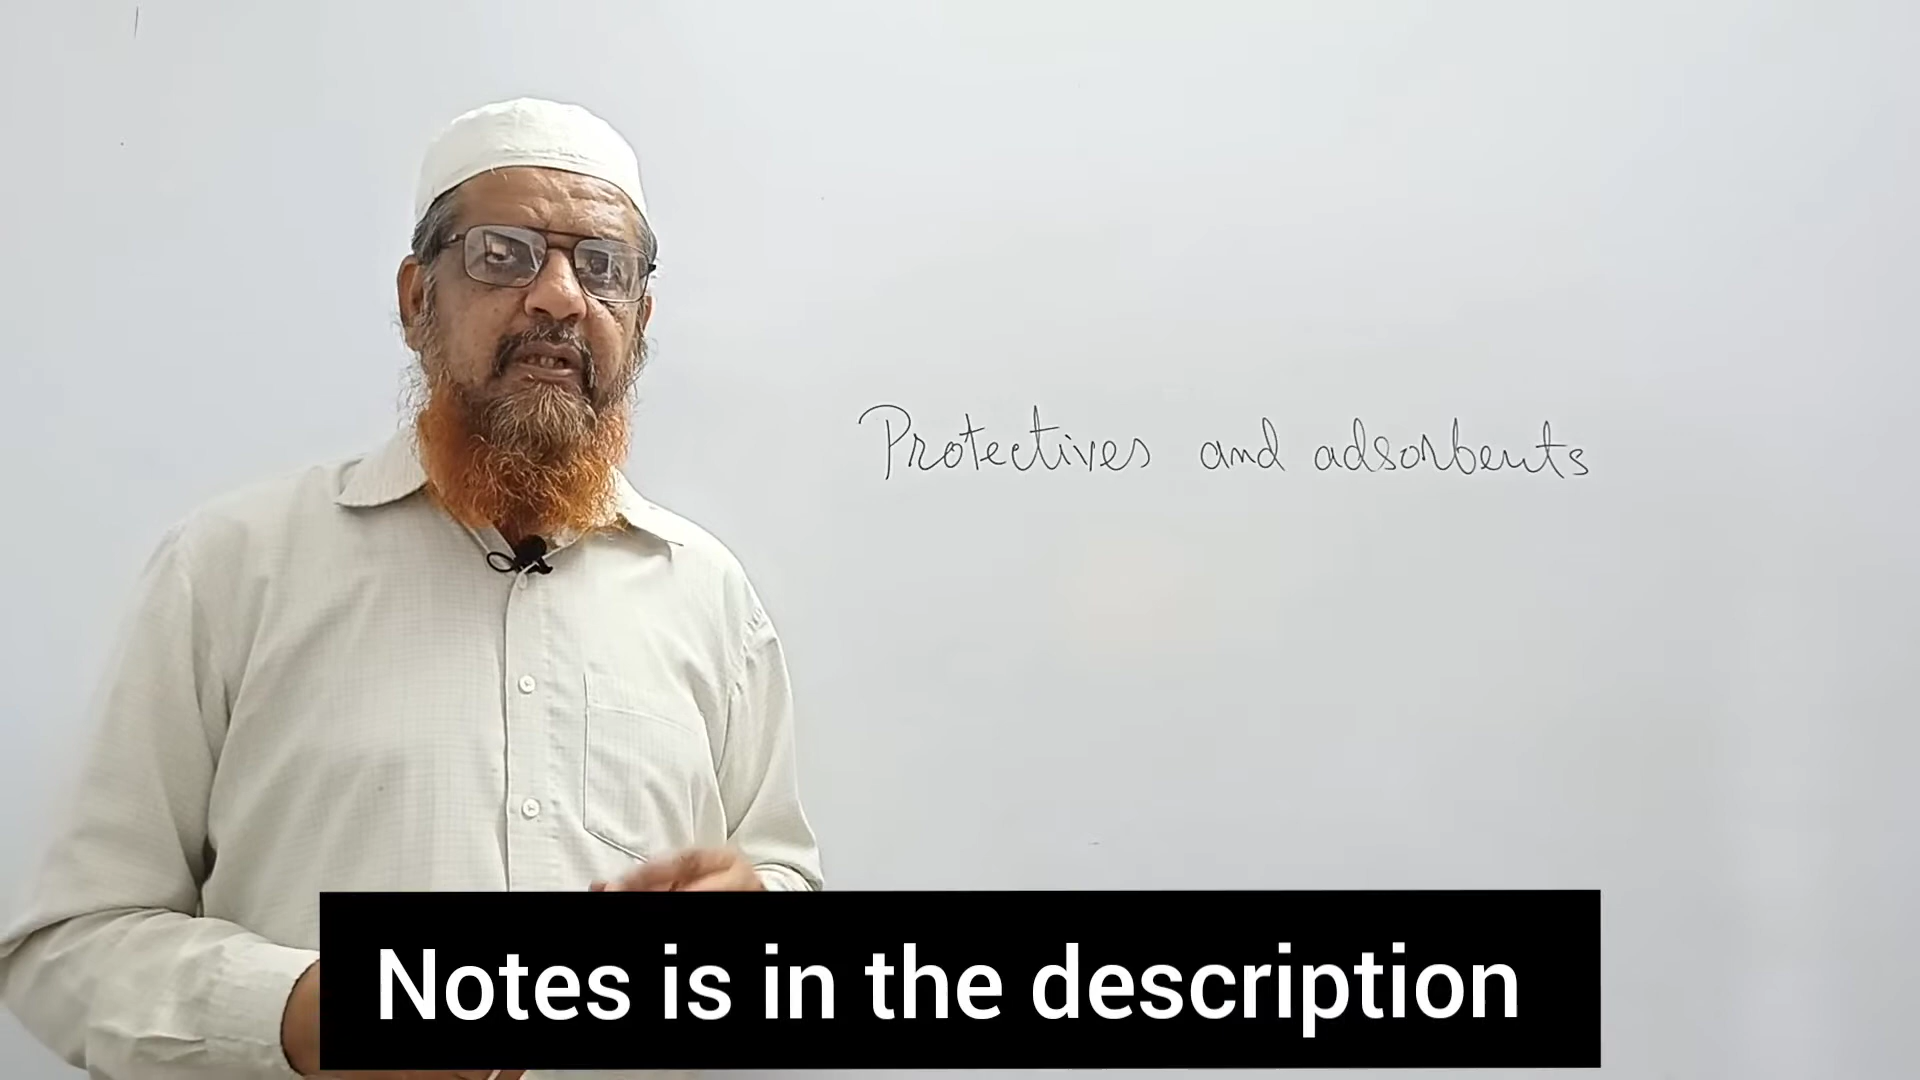 Protectives and adsorbents
Notes is in the description